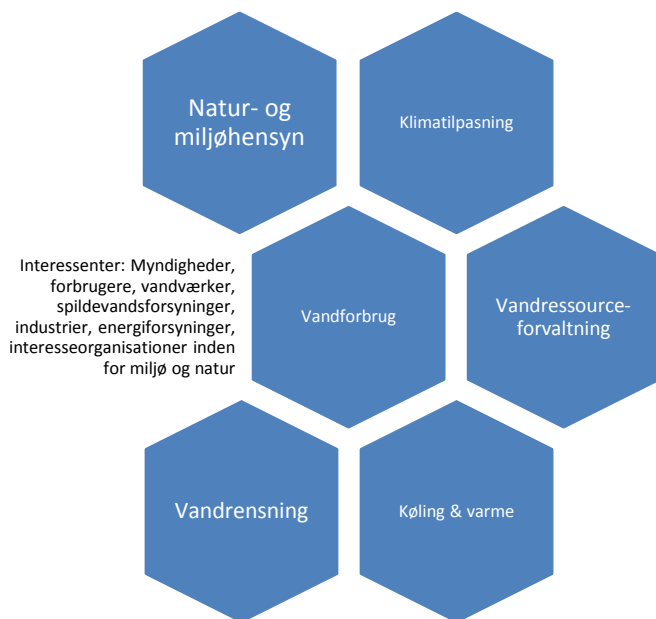 Natur- og
miljøhensyn
Klimatilpasning
Interessenter: Myndigheder,
forbrugere, vandværker,
spildevandsforsyninger,
industrier, energiforsyninger,
interesseorganisationer inden
for miljø og natur
Vandforbrug
Vandressource-
forvaltning
Vandrensning
Køling & varme